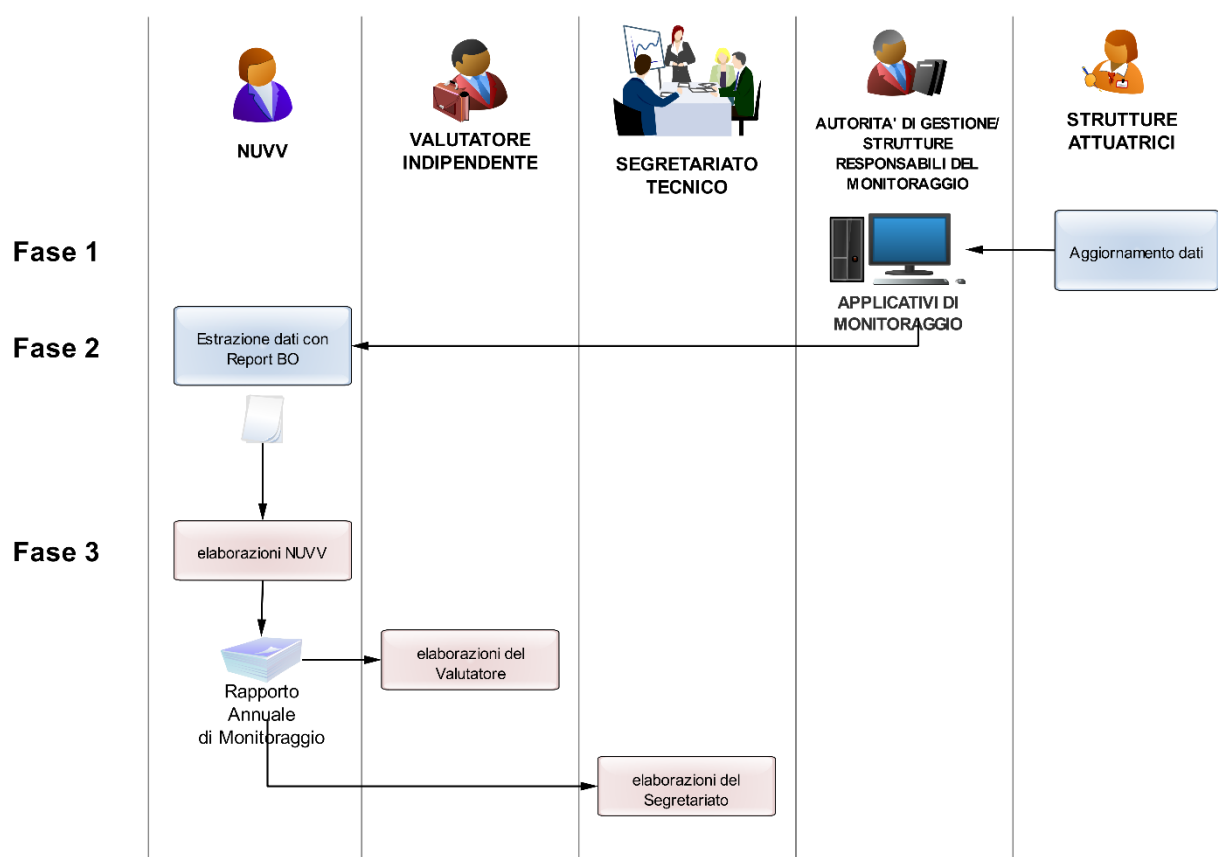 NUVV
VALUTATORE
INDIPENDENTE
SEGRETARIATO
TECNICO
AUTORITA' DI GESTIONE/
STRUTTURE
RESPONSABILI DEL
MONITORAGGIO
STRUTTURE
ATTUATRICI
Fase 1
Aggiornamento dati
APPLICATIVI DI
MONITORAGGIO
Fase 2
Estrazione dati con
Report BO
Fase 3
elaborazioni NUVV
elaborazioni del
Valutatore
Rapporto
Annuale
di Monitoraggio
elaborazioni del
Segretariato